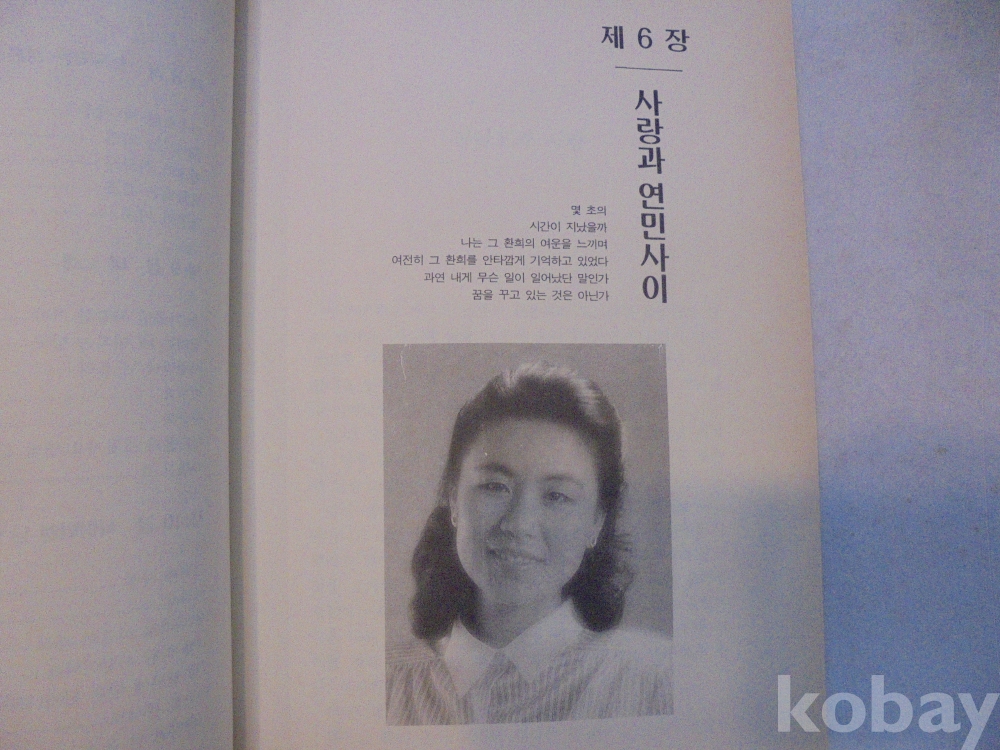 제 6 장
사랑과 연민사이
몇 초의
시간이 지났을까
나는 그 환희의 여운을 느끼며
여전히 그 환희를 안타깝게 기억하고 있었다
과연 내게 무슨 일이 일어났단 말인가
꿈을 꾸고 있는 것은 아닌가
kobay